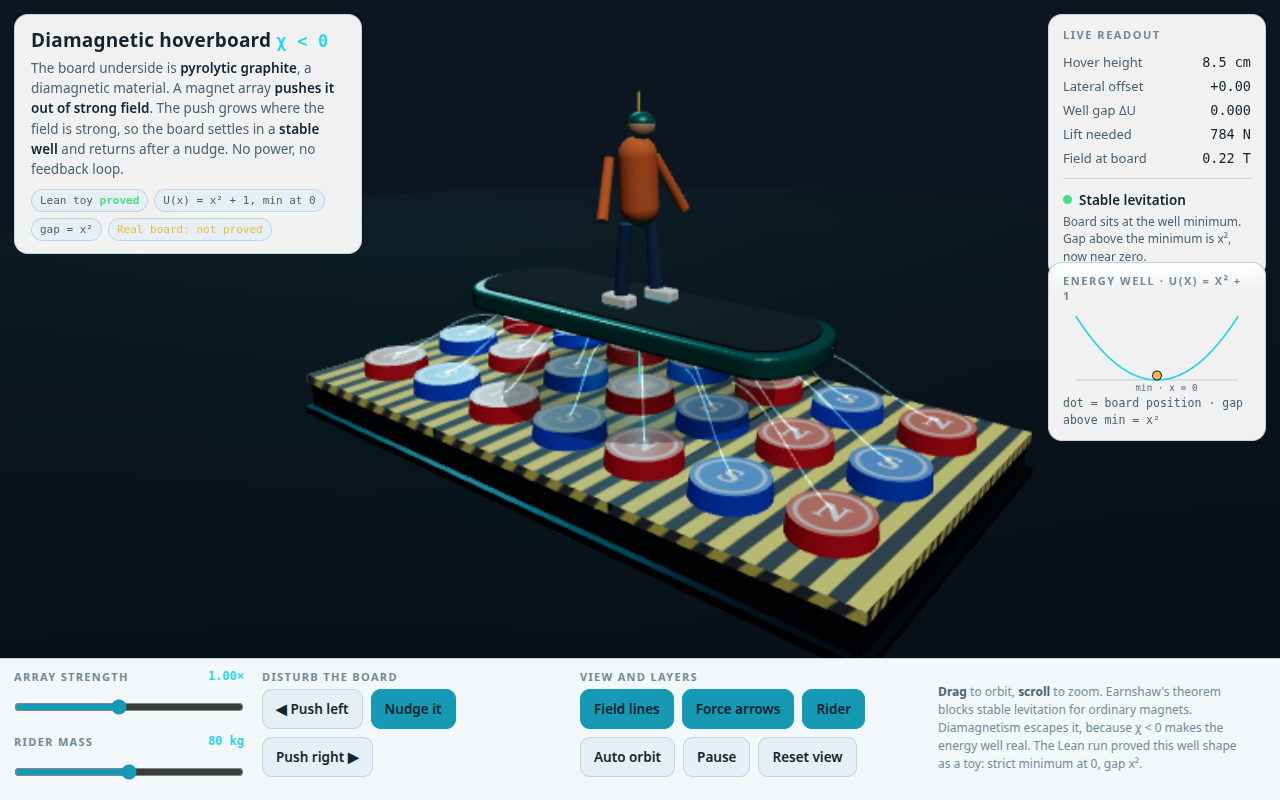 Diamagnetic hoverboard χ < 0
The board underside is pyrolytic graphite, a
diamagnetic material. A magnet array pushes it
out of strong field. The push grows where the
field is strong, so the board settles in a stable
well and returns after a nudge. No power, no
feedback loop.
Lean toy proved
U(x) = x² + 1, min at 0
gap = x²
Real board: not proved
LIVE READOUT
Hover height 8.5 cm
Lateral offset +0.00
Well gap ΔU 0.000
Lift needed 784 N
Field at board 0.22 T
Stable levitation
Board sits at the well minimum.
Gap above the minimum is x²,
now near zero.
ENERGY WELL · U(X) = X² +
1
min · x = 0
dot = board position · gap
above min = x²
S
S
N
S
N
S
S
N
ARRAY STRENGTH 1.00×
RIDER MASS 80 kg
DISTURB THE BOARD
◀ Push left
Nudge it
Push right ▶
VIEW AND LAYERS
Field lines
Force arrows
Rider
Auto orbit
Pause
Reset view
Drag to orbit, scroll to zoom. Earnshaw's theorem
blocks stable levitation for ordinary magnets.
Diamagnetism escapes it, because χ < 0 makes the
energy well real. The Lean run proved this well shape
as a toy: strict minimum at 0, gap x².